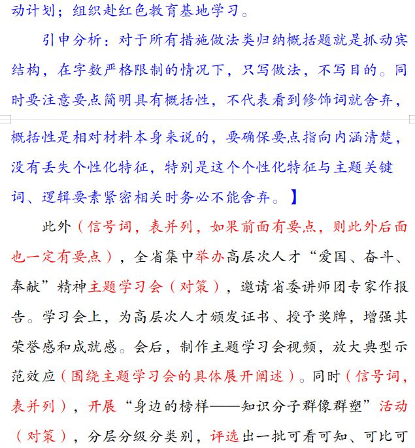 动计划；组织赴红色教育基地学习。
引申分析：对于所有措施做法类归纳概括题就是抓动宾
结构，在字数严格限制的情况下，只写做法，不写目的。同
时要注意要点简明具有概括性，不代表看到修饰词就舍弃，
概括性是相对材料本身来说的，要确保要点指向内涵清楚，
没有丢失个性化特征，特别是这个个性化特征与主题关键
词、逻辑要素紧密相关时务必不能舍弃。】
此外（信号词，表并列，如果前面有要点，则此外后面
也一定有要点），全省集中举办高层次人才“爱国、奋斗、
奉献”精神主题学习会（对策），邀请省委讲师团专家作报
告。学习会上，为高层次人才颁发证书、授予奖牌，增强其
荣誉感和成就感。会后，制作主题学习会视频，放大典型示
范效应（围绕主题学习会的具体展开阐述）。同时（信号词，
表并列），开展“身边的榜样——知识分子群像群塑”活动
（对策），分层分级分类别，评选出一批可看可知、可比可